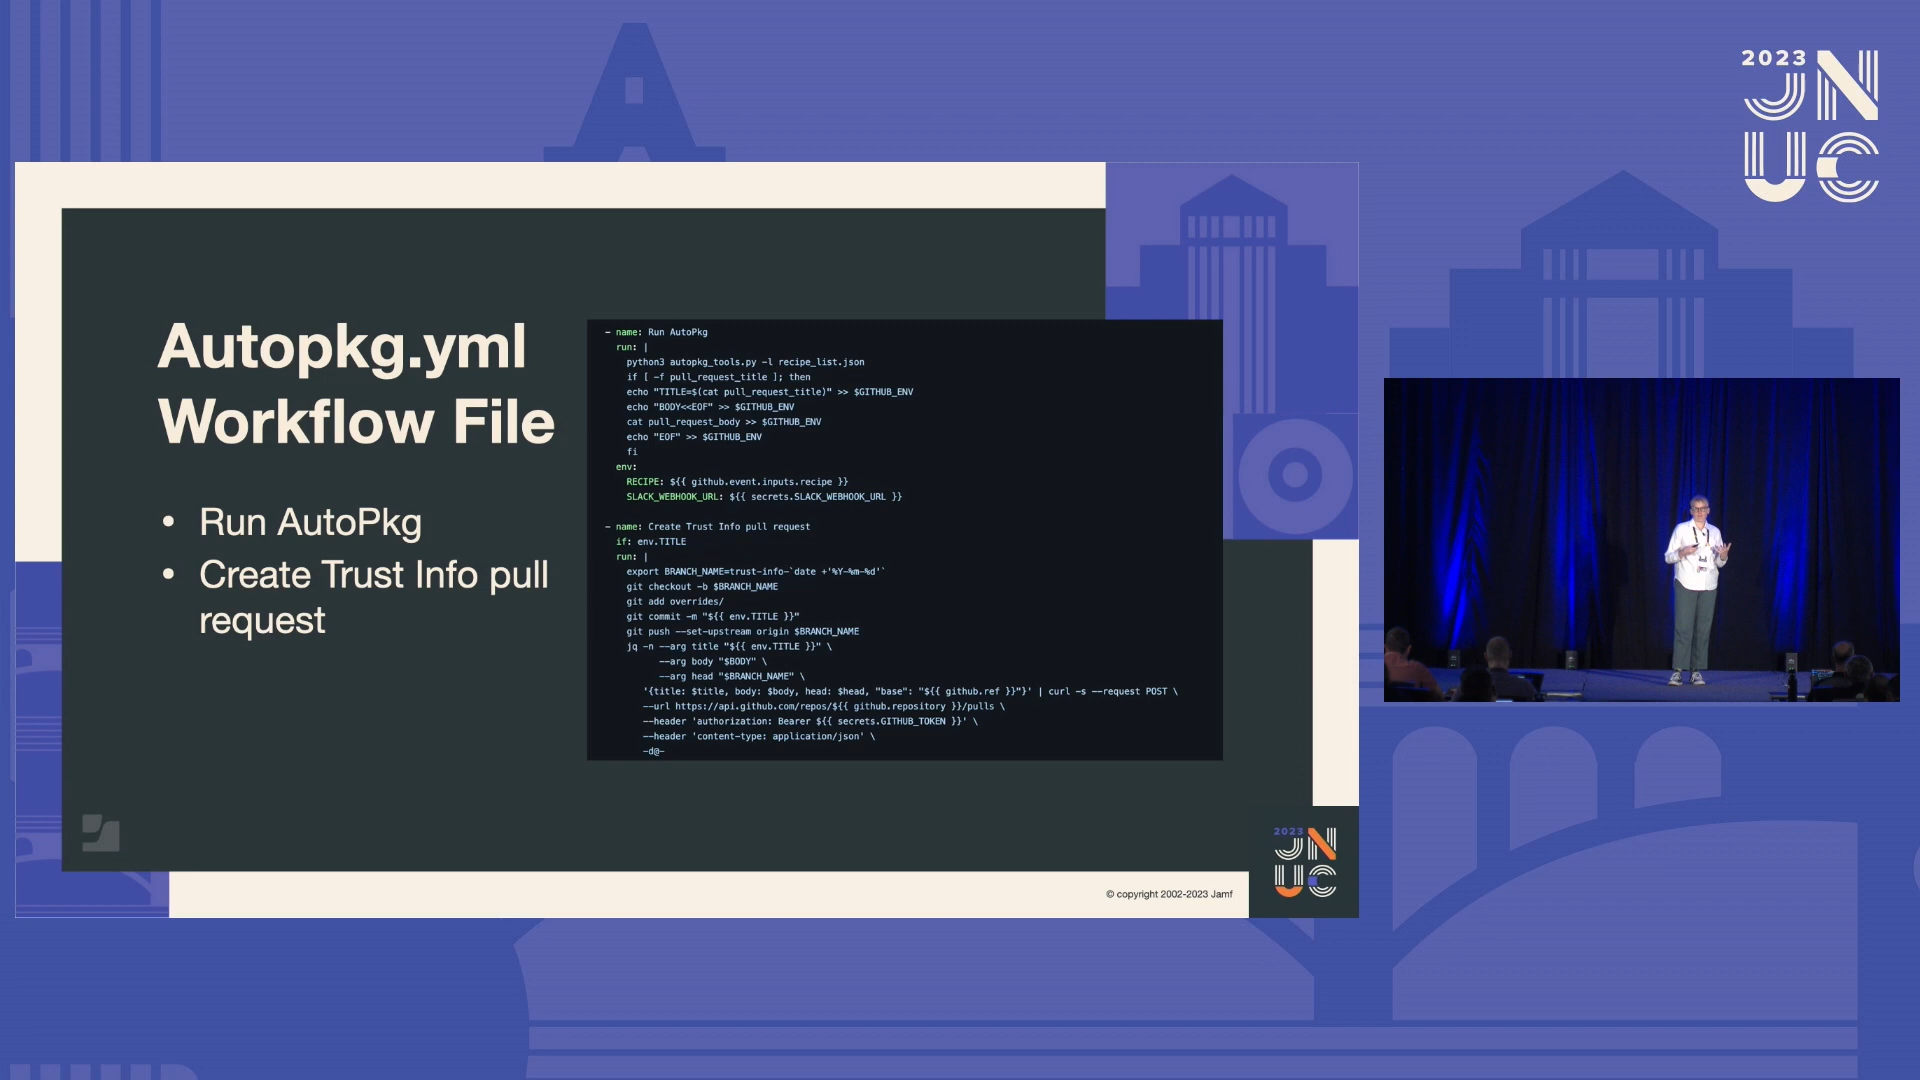 2023
JN
UC
Autopkg.yml
Workflow File
• Run AutoPkg
• Create Trust Info pull
request
- name: Run AutoPkg
run: |
python3 autopkg_tools.py -l recipe_list.json
if [ -f pull_request_title ]; then
echo "TITLE=$(cat pull_request_title)" >> $GITHUB_ENV
echo "BODY<<EOF" >> $GITHUB_ENV
cat pull_request_body >> $GITHUB_ENV
echo "EOF" >> $GITHUB_ENV
fi
env:
RECIPE: ${{ github.event.inputs.recipe }}
SLACK_WEBHOOK_URL: ${{ secrets.SLACK_WEBHOOK_URL }}
- name: Create Trust Info pull request
if: env.TITLE
run: |
export BRANCH_NAME=trust-info-`date +'%Y-%m-%d'`
git checkout -b $BRANCH_NAME
git add overrides/
git commit -m "${{ env.TITLE }}"
git push --set-upstream origin $BRANCH_NAME
jq -n --arg title "${{ env.TITLE }}" \
--arg body "$BODY" \
--arg head "$BRANCH_NAME" \
'{title: $title, body: $body, head: $head, "base": "${{ github.ref }}"}' | curl -s --request POST \
--url https://api.github.com/repos/${{ github.repository }}/pulls \
--header 'authorization: Bearer ${{ secrets.GITHUB_TOKEN }}' \
--header 'content-type: application/json' \
-d@-
2023
JN
UC
© copyright 2002-2023 Jamf